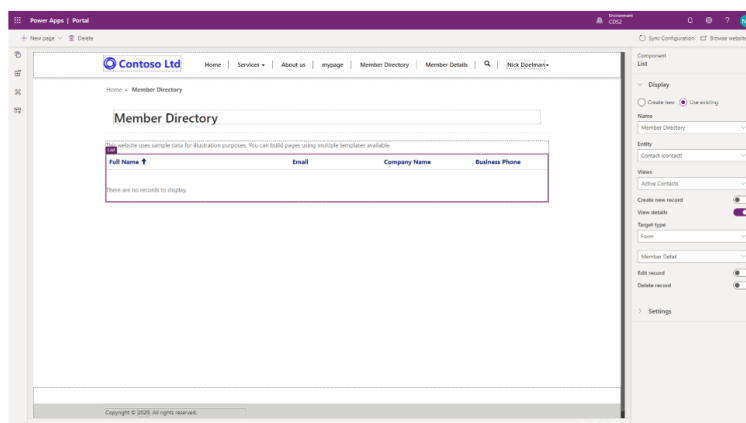 Power Apps | Portal
Environment
CDS2
?
N
+ New page
Delete
Sync Configuration
Browse website
Contoso Ltd
Home | Services | About us | mypage | Member Directory | Member Details | Nick Doelman
Home > Member Directory
Member Directory
This website uses sample data for illustration purposes. You can build pages using multiple templates available.
List
Full Name Email Company Name Business Phone
There are no records to display.
Copyright © 2020. All rights reserved.
Component
List
Display
Create new Use existing
Name
Member Directory
Entity
Contact (contact)
Views
Active Contacts
Create new record
View details
Target type
Form
Member Detail
Edit record
Delete record
Settings